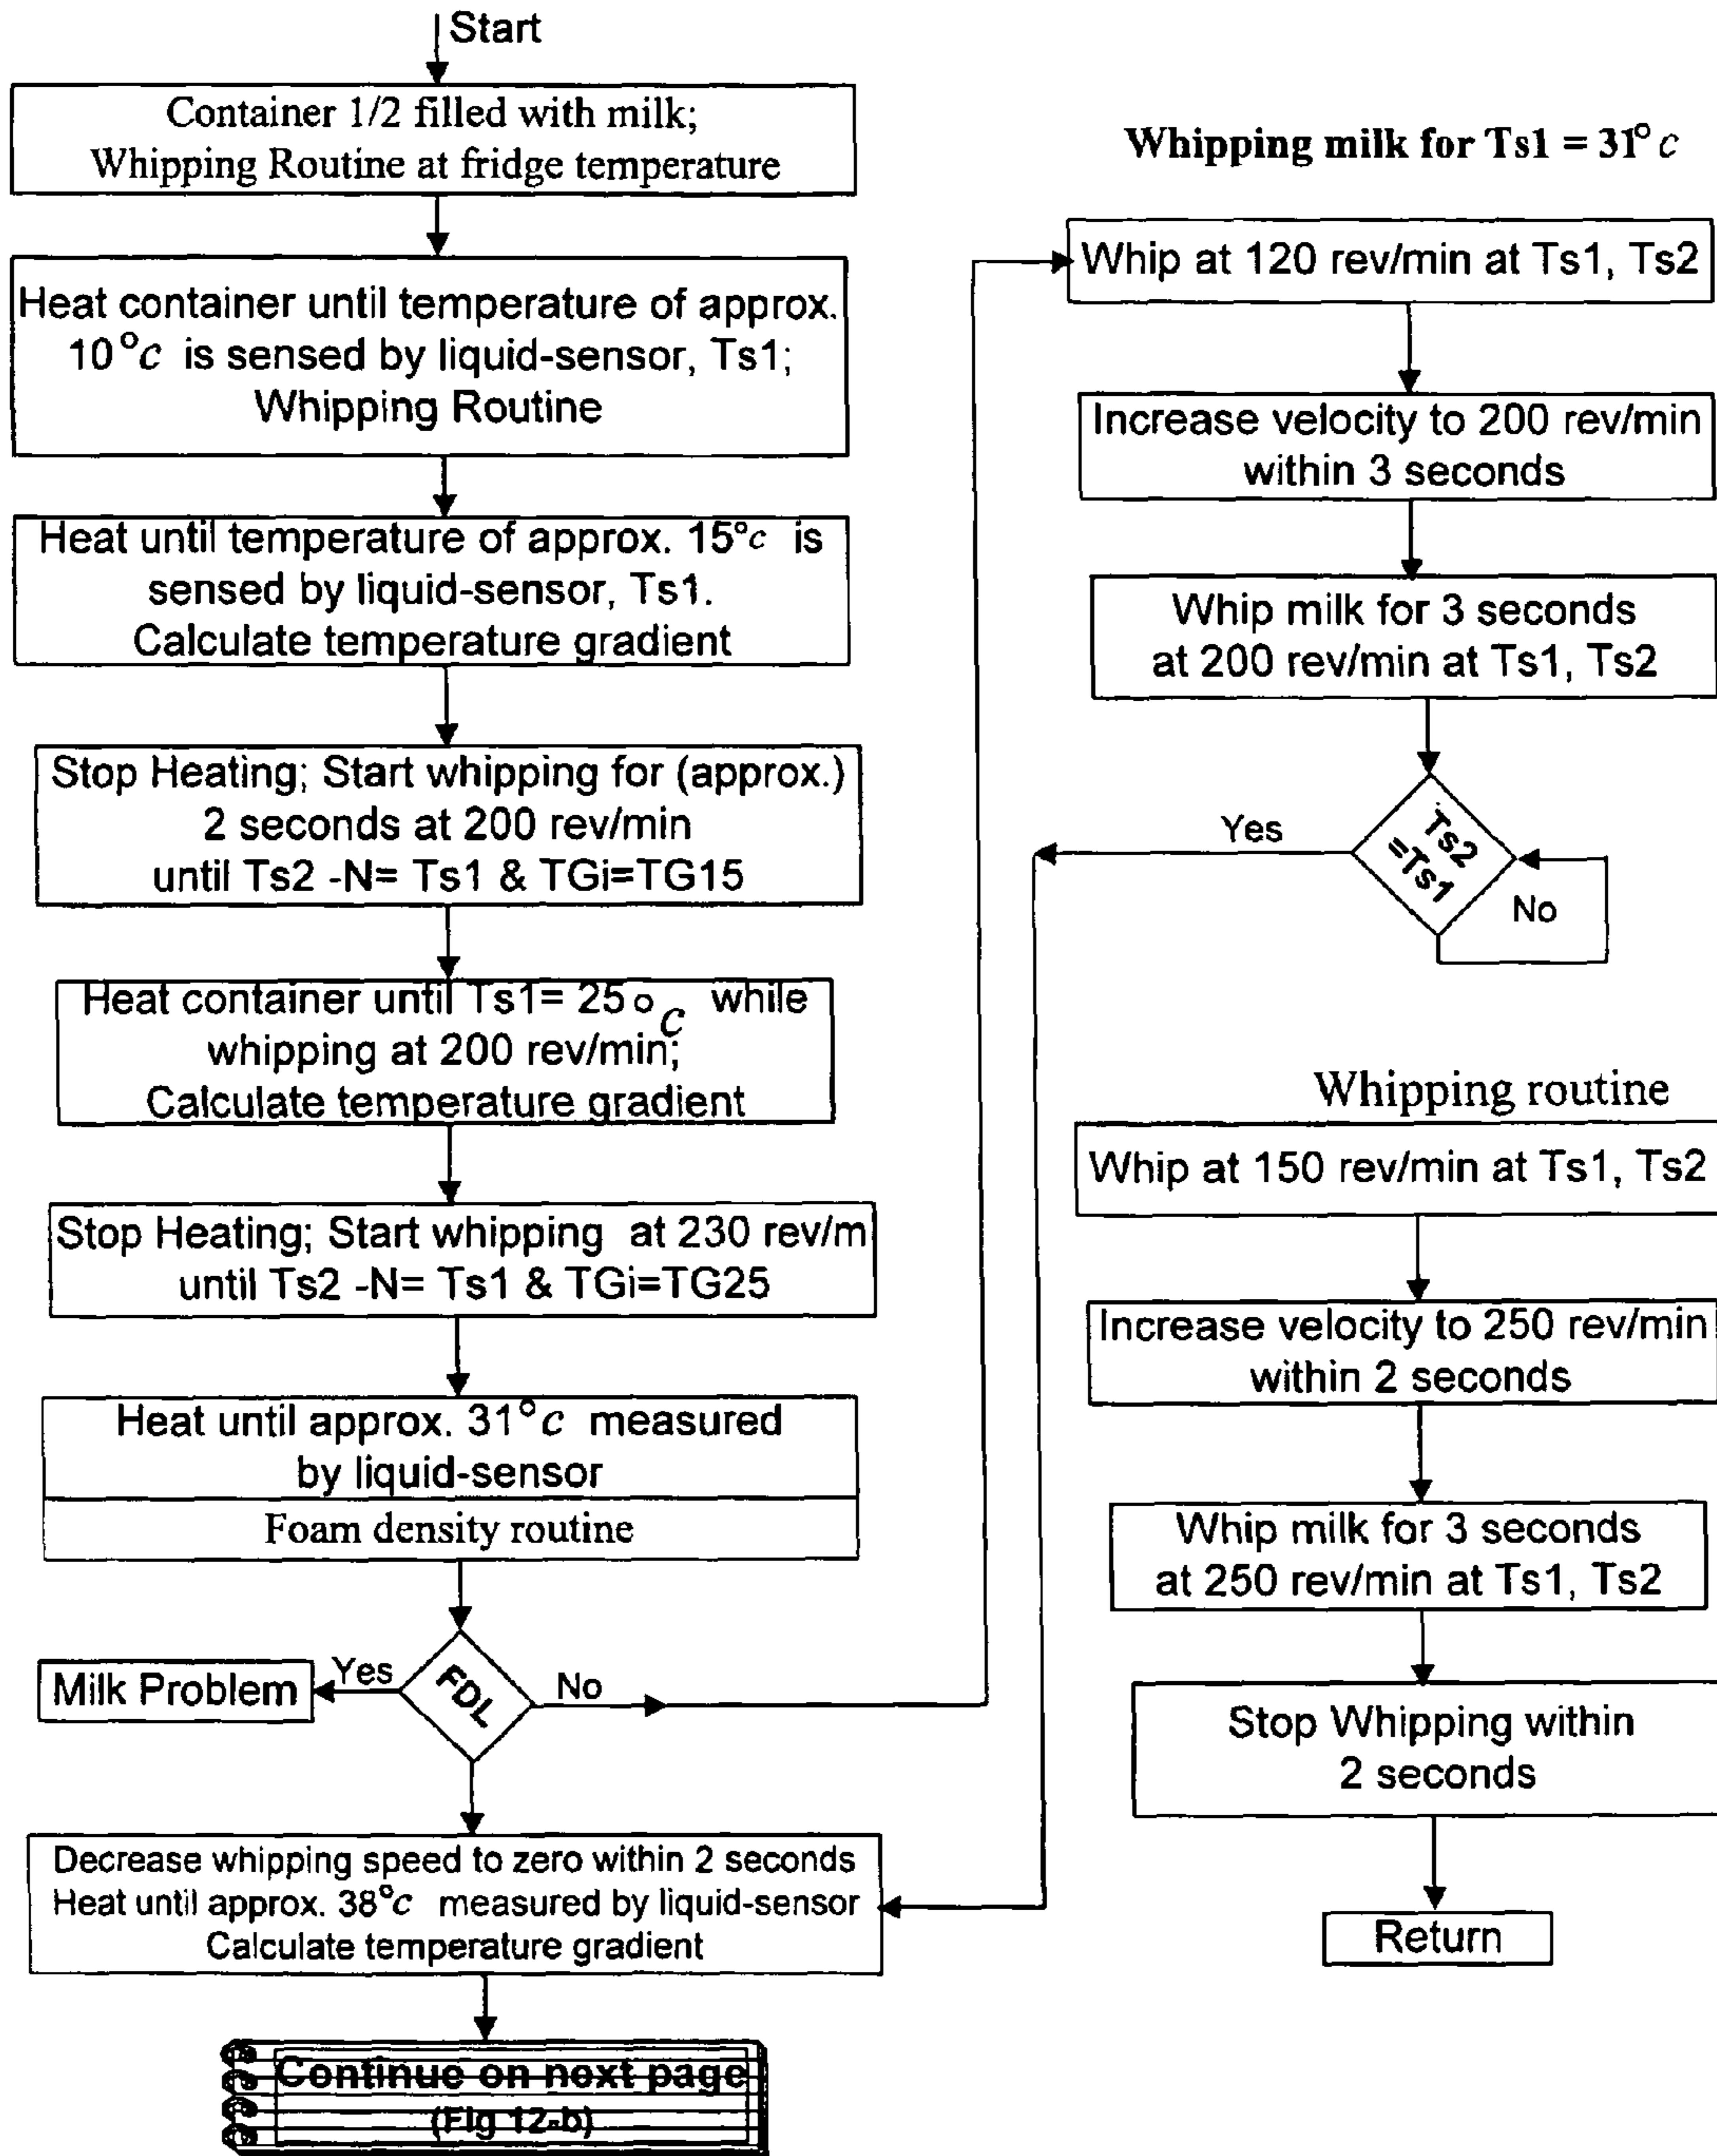 Start
Container 1/2 filled with milk;
Whipping Routine at fridge temperature
Heat container until temperature of approx.
10°c is sensed by liquid-sensor, Ts1;
Whipping Routine
Heat until temperature of approx. 15°c is
sensed by liquid-sensor, Ts1.
Calculate temperature gradient
Stop Heating; Start whipping for (approx.)
2 seconds at 200 rev/min
until Ts2 -N= Ts1 & TGi=TG15
Heat container until Ts1= 25°c while
whipping at 200 rev/min;
Calculate temperature gradient
Stop Heating; Start whipping at 230 rev/m
until Ts2 -N= Ts1 & TGi=TG25
Heat until approx. 31°c measured
by liquid-sensor
Foam density routine
FDL
Yes
Milk Problem
No
Decrease whipping speed to zero within 2 seconds
Heat until approx. 38°c measured by liquid-sensor
Calculate temperature gradient
Continue on next page
(Fig 12-b)
Whipping milk for Ts1 = 31°c
Whip at 120 rev/min at Ts1, Ts2
Increase velocity to 200 rev/min
within 3 seconds
Whip milk for 3 seconds
at 200 rev/min at Ts1, Ts2
Ts2
=Ts1
Yes
No
Whipping routine
Whip at 150 rev/min at Ts1, Ts2
Increase velocity to 250 rev/min
within 2 seconds
Whip milk for 3 seconds
at 250 rev/min at Ts1, Ts2
Stop Whipping within
2 seconds
Return